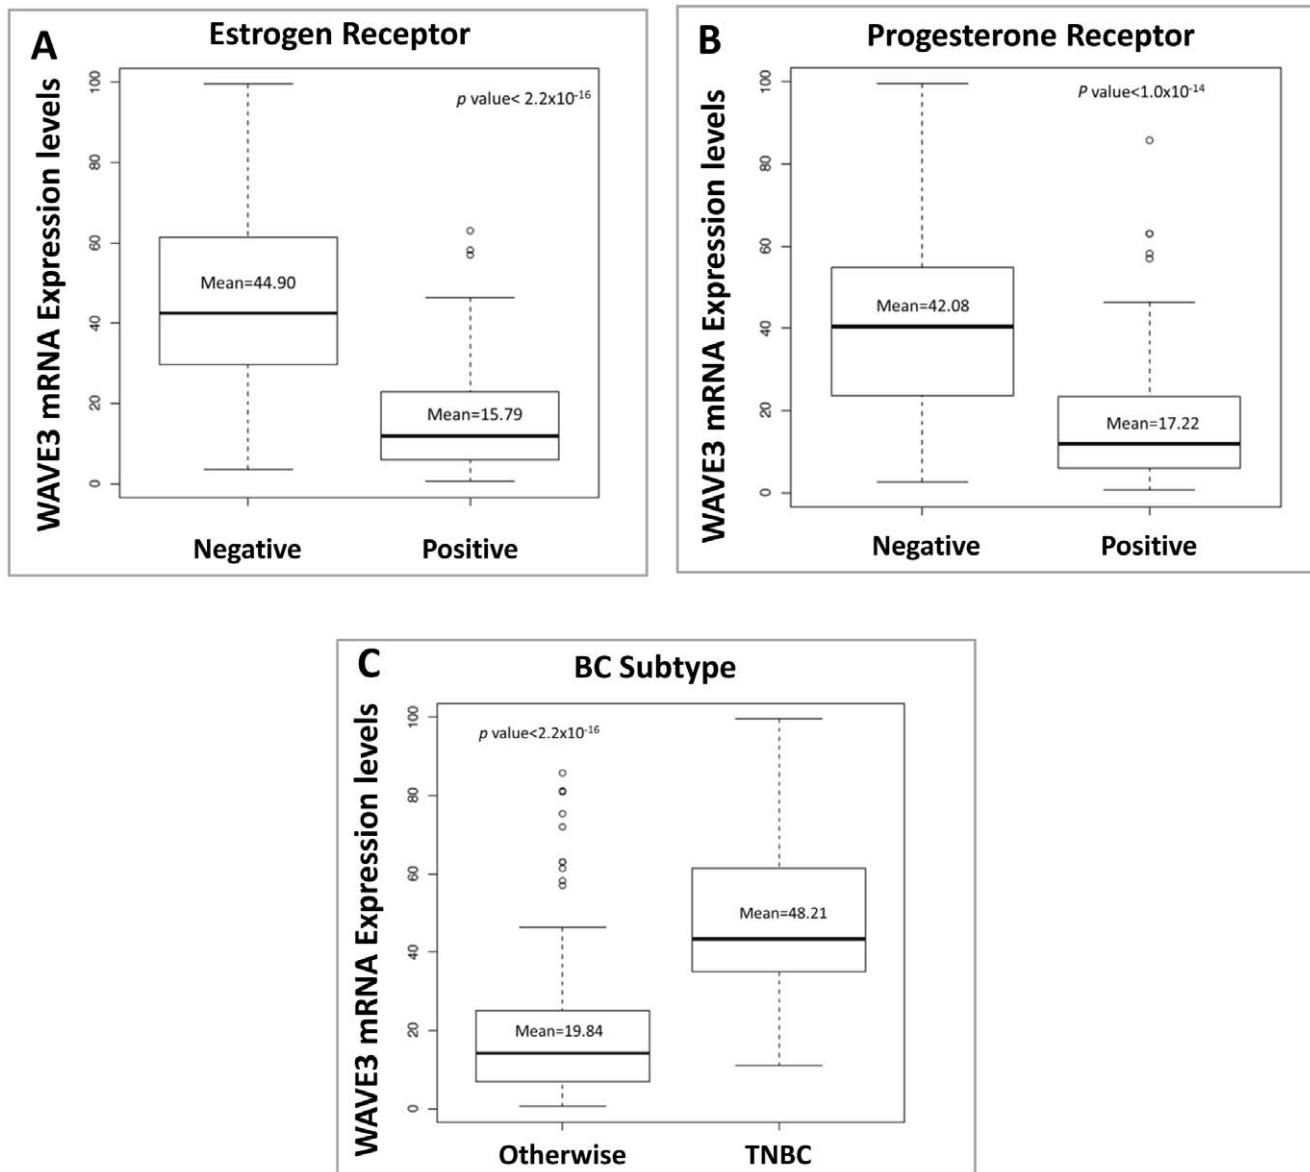 A
Estrogen Receptor
WAVE3 mRNA Expression levels
100
80
60
40
20
0
p value< 2.2x10-16
Mean=44.90
Mean=15.79
Negative
Positive
B
Progesterone Receptor
WAVE3 mRNA Expression levels
100
80
60
40
20
0
P value<1.0x10-14
Mean=42.08
Mean=17.22
Negative
Positive
C
BC Subtype
WAVE3 mRNA Expression levels
100
80
60
40
20
0
p value<2.2x10-16
Mean=19.84
Mean=48.21
Otherwise
TNBC